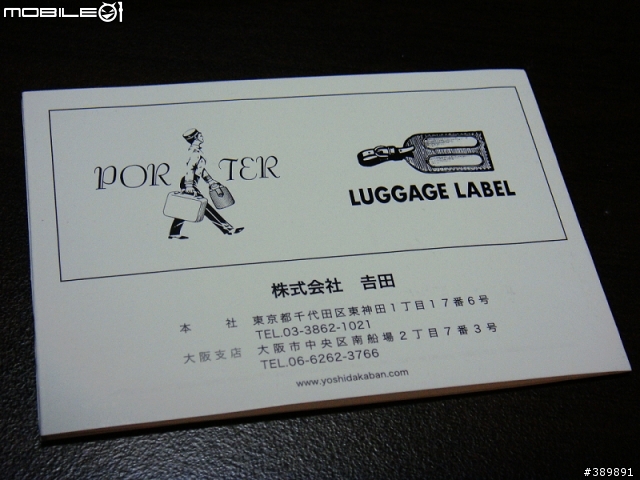 MOBILE01
PORTER
LUGGAGE LABEL
株式会社 𠮷田
本 社 東京都千代田区東神田1丁目17番6号
TEL.03-3862-1021
大阪支店 大阪市中央区南船場2丁目7番3号
TEL.06-6262-3766
www.yoshidakaban.com
#389891